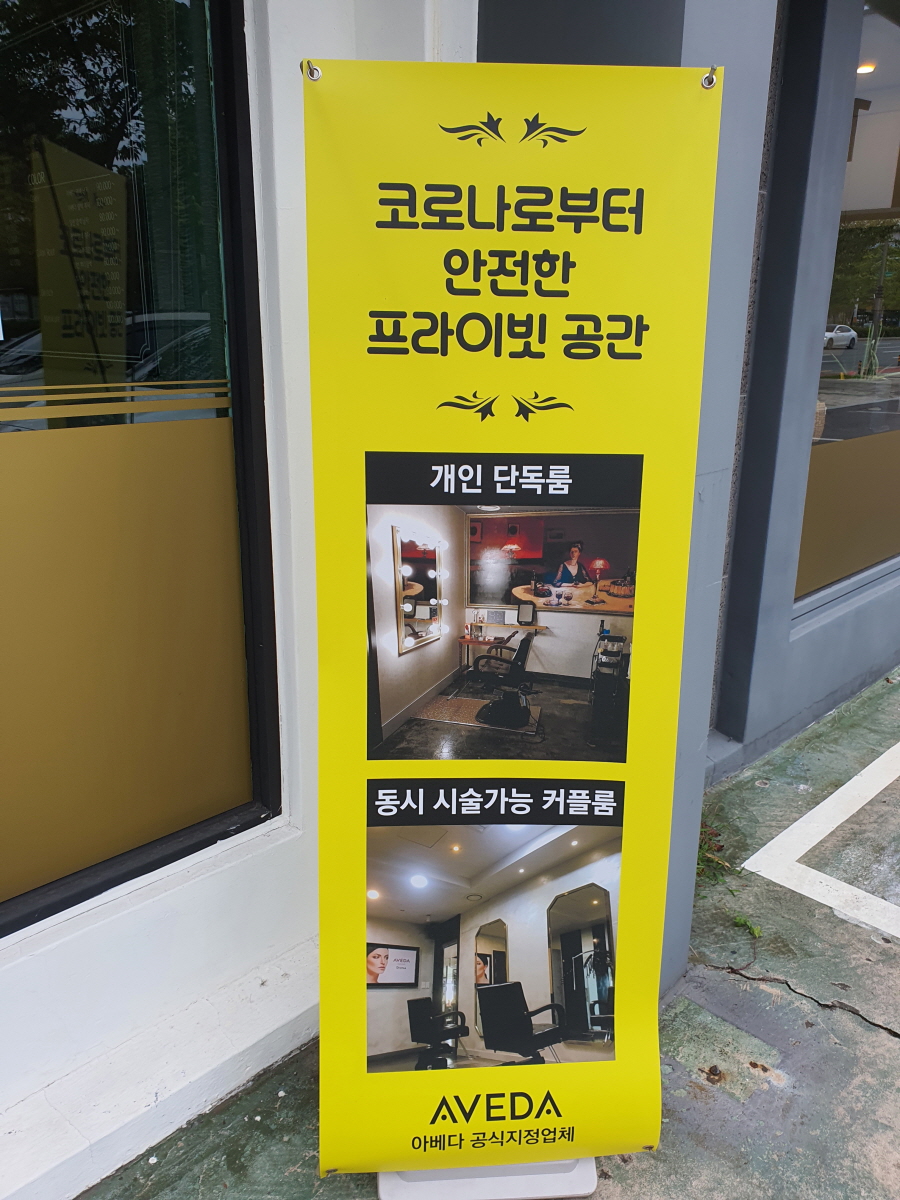 코로나로부터
안전한
프라이빗 공간
개인 단독룸
동시 시술가능 커플룸
AVEDA
AVEDA
아베다 공식지정업체
COLOR